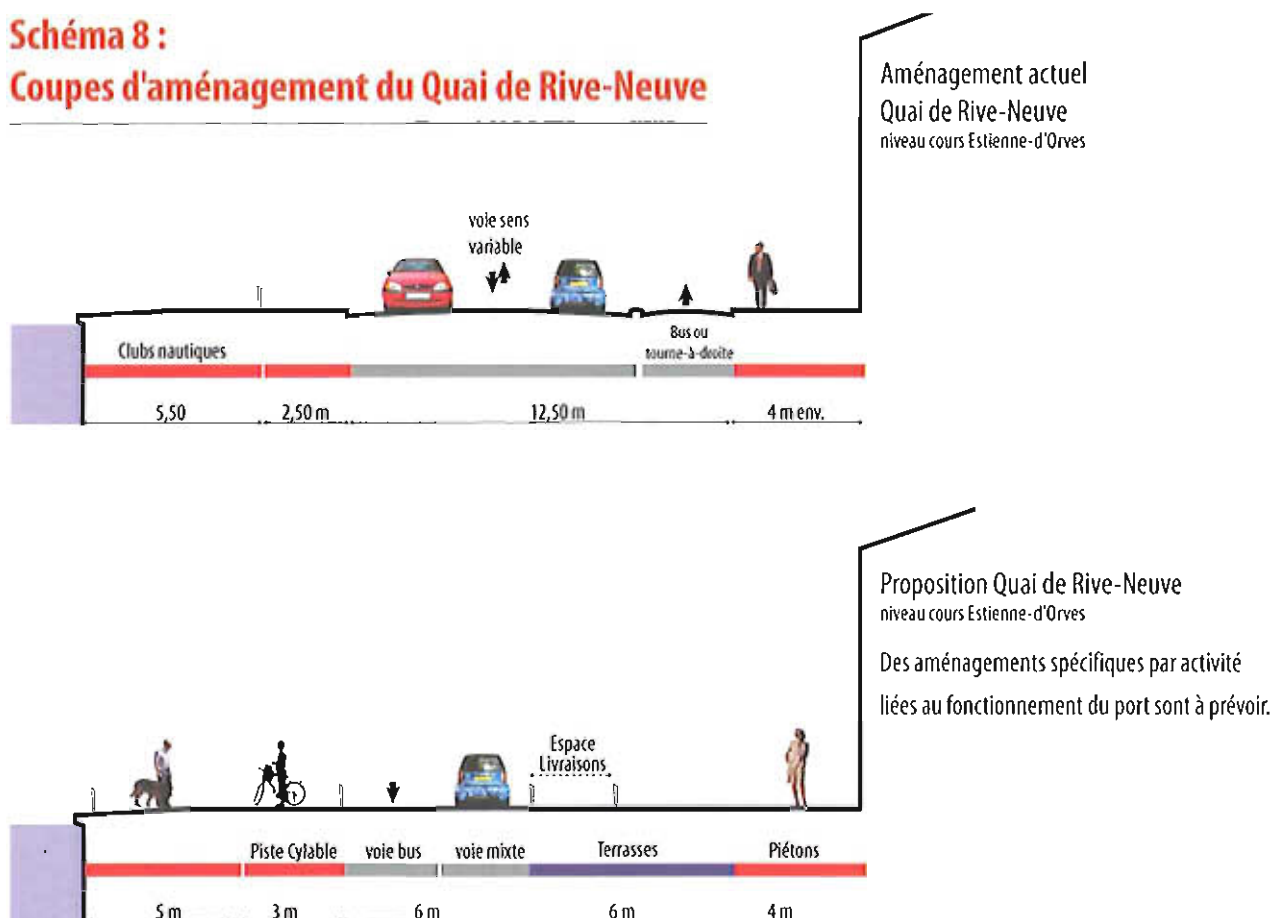 Schéma 8 :
Coupes d'aménagement du Quai de Rive-Neuve
Aménagement actuel
Quai de Rive-Neuve
niveau cours Estienne-d'Orves
voie sens
variable
Bus ou
tourne-à-droite
Clubs nautiques
5,50
2,50 m
12,50 m
4 m env.
Proposition Quai de Rive-Neuve
niveau cours Estienne-d'Orves
Des aménagements spécifiques par activité
liées au fonctionnement du port sont à prévoir.
Espace
Livraisons
Piste Cylable
voie bus
voie mixte
Terrasses
Piétons
5 m
3 m
6 m
6 m
4 m